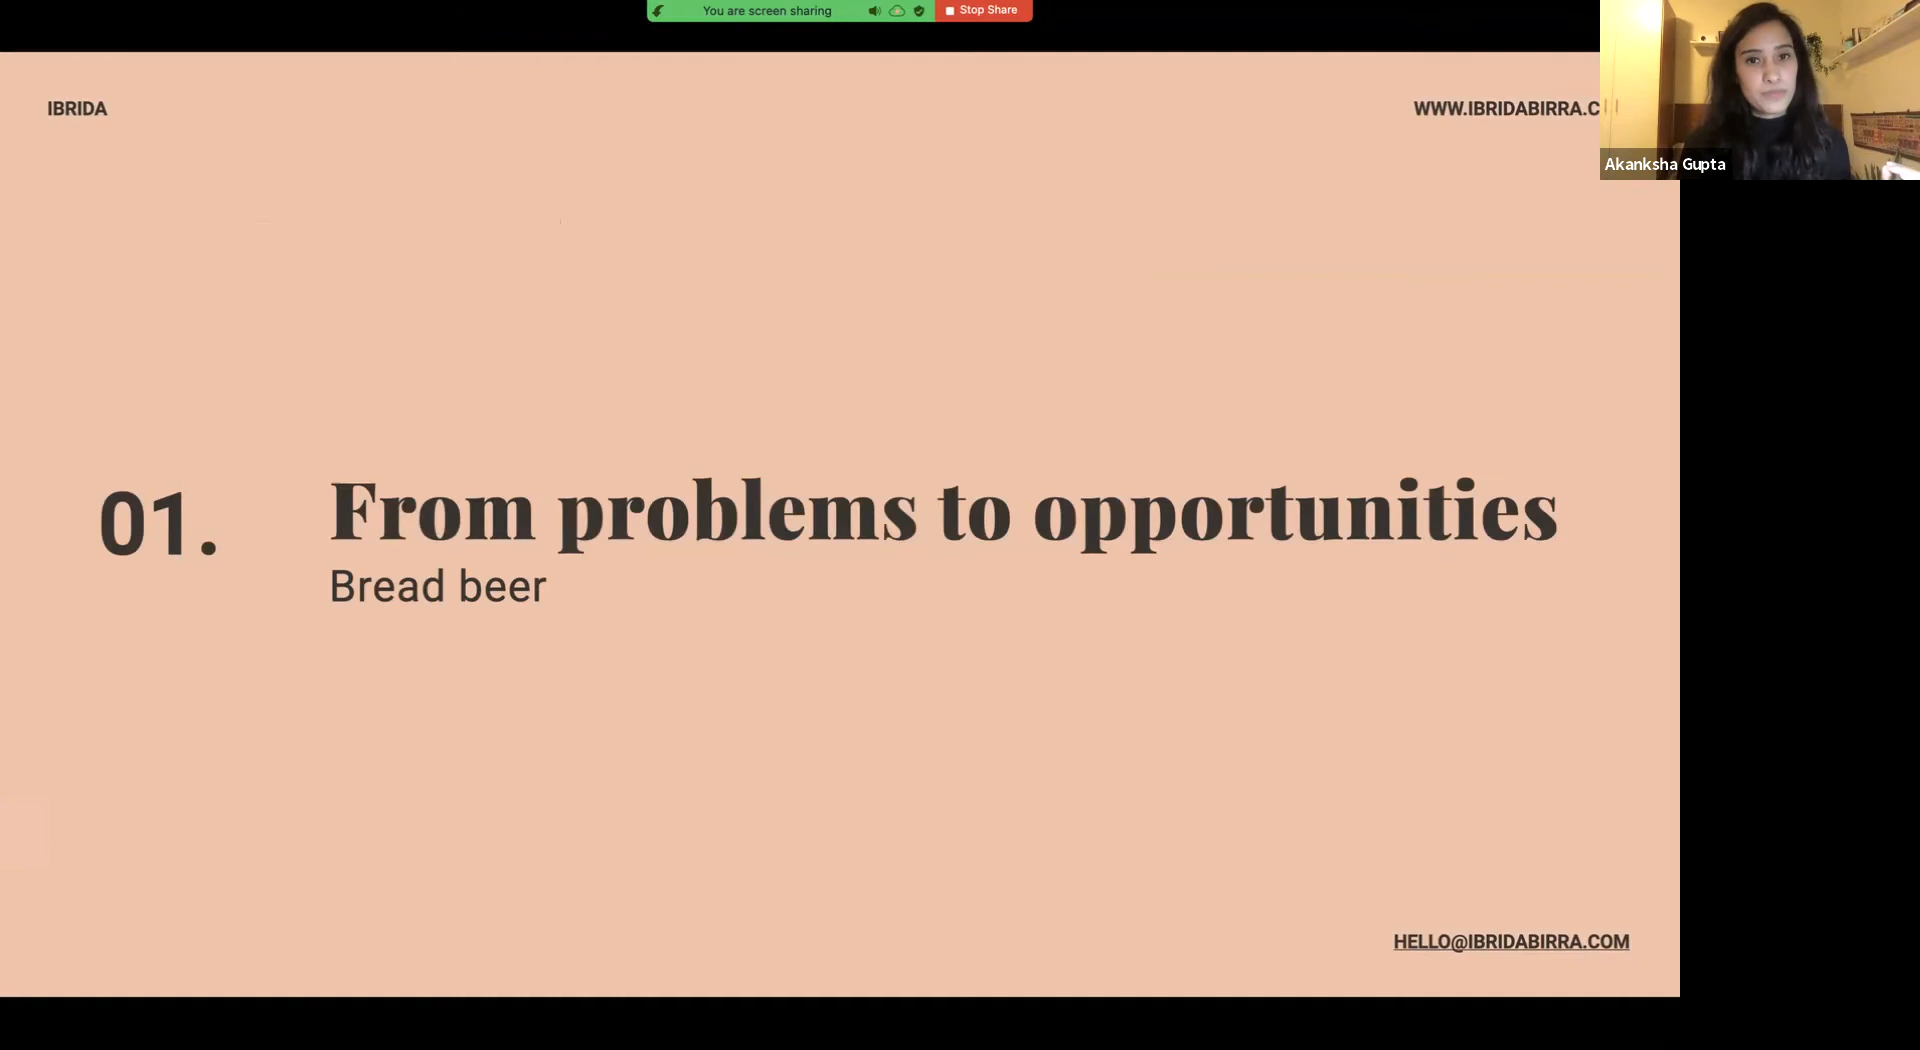 You are screen sharing
Stop Share
IBRIDA
WWW.IBRIDABIRRA.C
Akanksha Gupta
01.
From problems to opportunities
Bread beer
HELLO@IBRIDABIRRA.COM